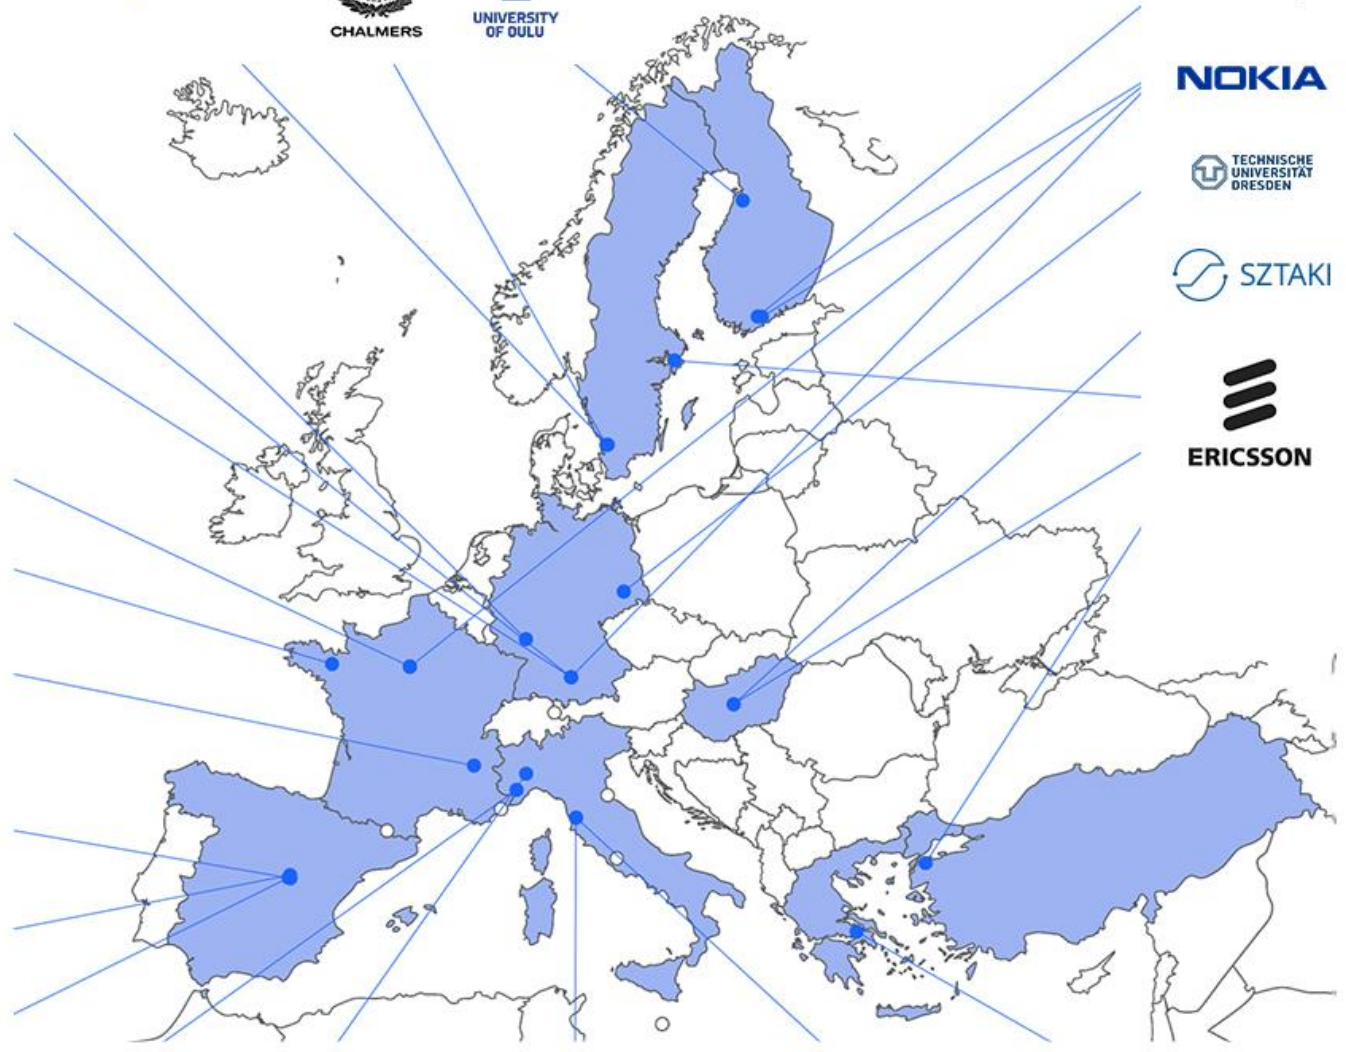 CHALMERS
UNIVERSITY
OF OULU
NOKIA
TECHNISCHE
UNIVERSITÄT
DRESDEN
SZTAKI
ERICSSON